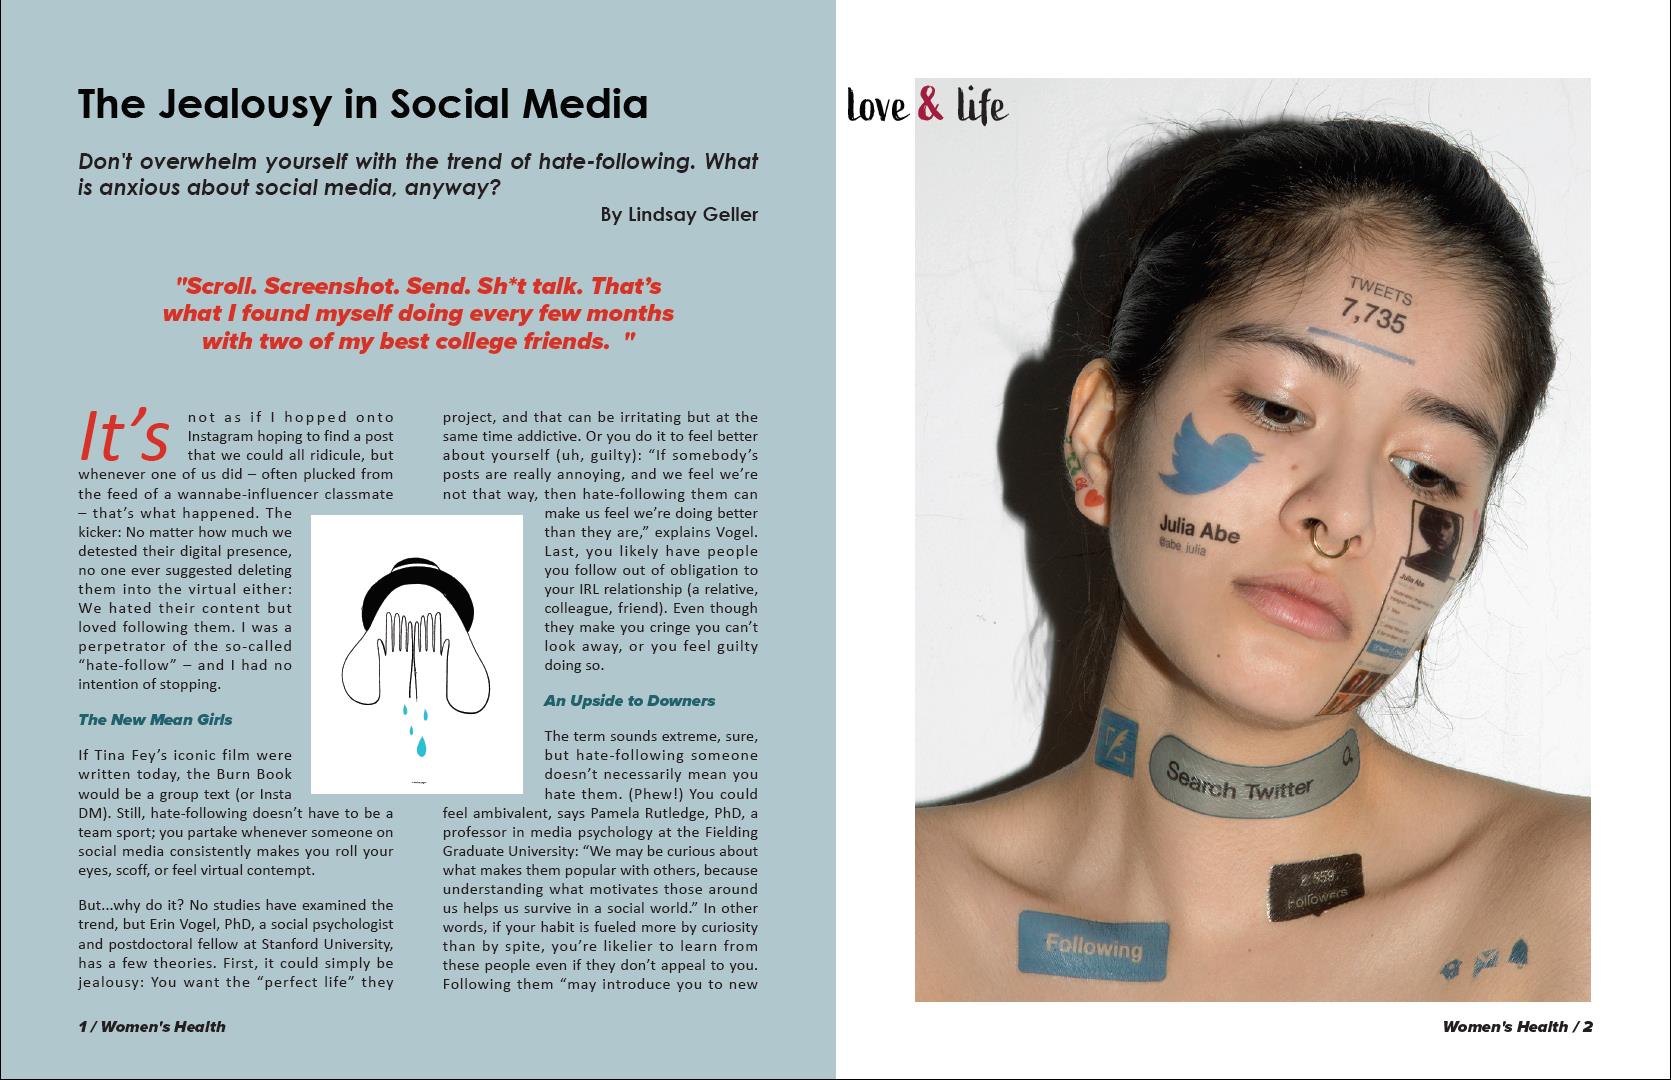 The Jealousy in Social Media
Don't overwhelm yourself with the trend of hate-following. What
is anxious about social media, anyway?
By Lindsay Geller
"Scroll. Screenshot. Send. Sh*t talk. That’s
what I found myself doing every few months
with two of my best college friends. "
It’s not as if I hopped onto
Instagram hoping to find a post
that we could all ridicule, but
whenever one of us did – often plucked from
the feed of a wannabe-influencer classmate
– that’s what happened. The
kicker: No matter how much we
detested their digital presence,
no one ever suggested deleting
them into the virtual either:
We hated their content but
loved following them. I was a
perpetrator of the so-called
“hate-follow” – and I had no
intention of stopping.
The New Mean Girls
If Tina Fey’s iconic film were
written today, the Burn Book
would be a group text (or Insta
DM). Still, hate-following doesn’t have to be a
team sport; you partake whenever someone on
social media consistently makes you roll your
eyes, scoff, or feel virtual contempt.
But...why do it? No studies have examined the
trend, but Erin Vogel, PhD, a social psychologist
and postdoctoral fellow at Stanford University,
has a few theories. First, it could simply be
jealousy: You want the “perfect life” they
project, and that can be irritating but at the
same time addictive. Or you do it to feel better
about yourself (uh, guilty): “If somebody’s
posts are really annoying, and we feel we’re
not that way, then hate-following them can
make us feel we’re doing better
than they are,” explains Vogel.
Last, you likely have people
you follow out of obligation to
your IRL relationship (a relative,
colleague, friend). Even though
they make you cringe you can’t
look away, or you feel guilty
doing so.
An Upside to Downers
The term sounds extreme, sure,
but hate-following someone
doesn’t necessarily mean you
hate them. (Phew!) You could
feel ambivalent, says Pamela Rutledge, PhD, a
professor in media psychology at the Fielding
Graduate University: “We may be curious about
what makes them popular with others, because
understanding what motivates those around
us helps us survive in a social world.” In other
words, if your habit is fueled more by curiosity
than by spite, you’re likelier to learn from
these people even if they don’t appeal to you.
Following them “may introduce you to new
1 / Women's Health
love & life
TWEETS
7,735
Julia Abe
@abe_julia
Julia Abe
Search Twitter
Followers
Following
Women's Health / 2